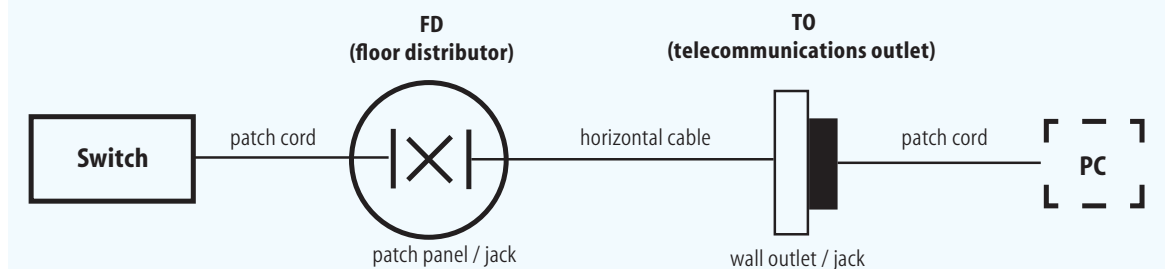 FD
(floor distributor)
TO
(telecommunications outlet)
Switch
patch cord
horizontal cable
patch cord
PC
patch panel / jack
wall outlet / jack